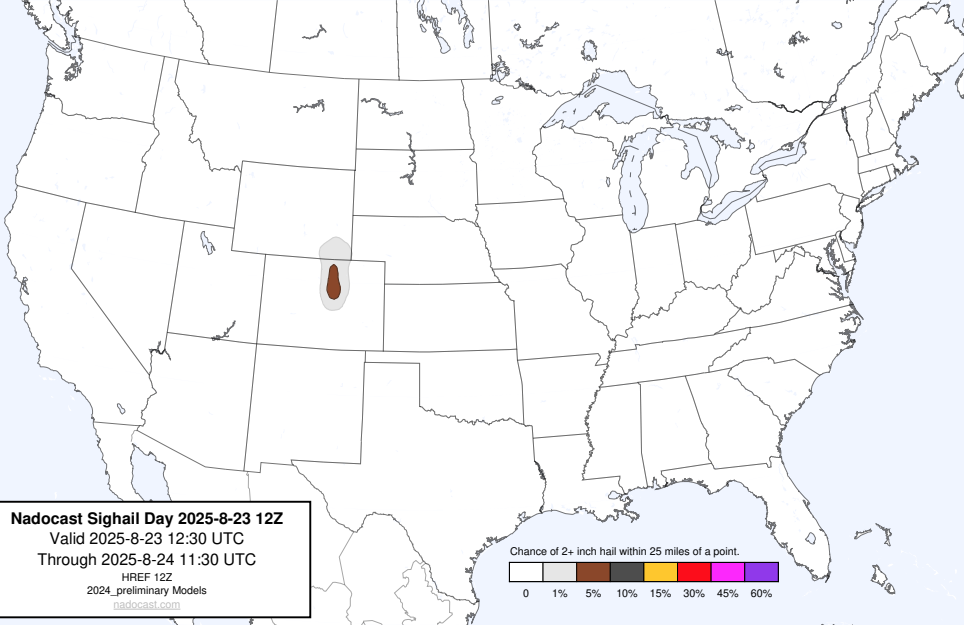 Nadocast Sighail Day 2025-8-23 12Z
Valid 2025-8-23 12:30 UTC
Through 2025-8-24 11:30 UTC
HREF 12Z
2024_preliminary Models
nadocast.com
Chance of 2+ inch hail within 25 miles of a point.
0 1% 5% 10% 15% 30% 45% 60%